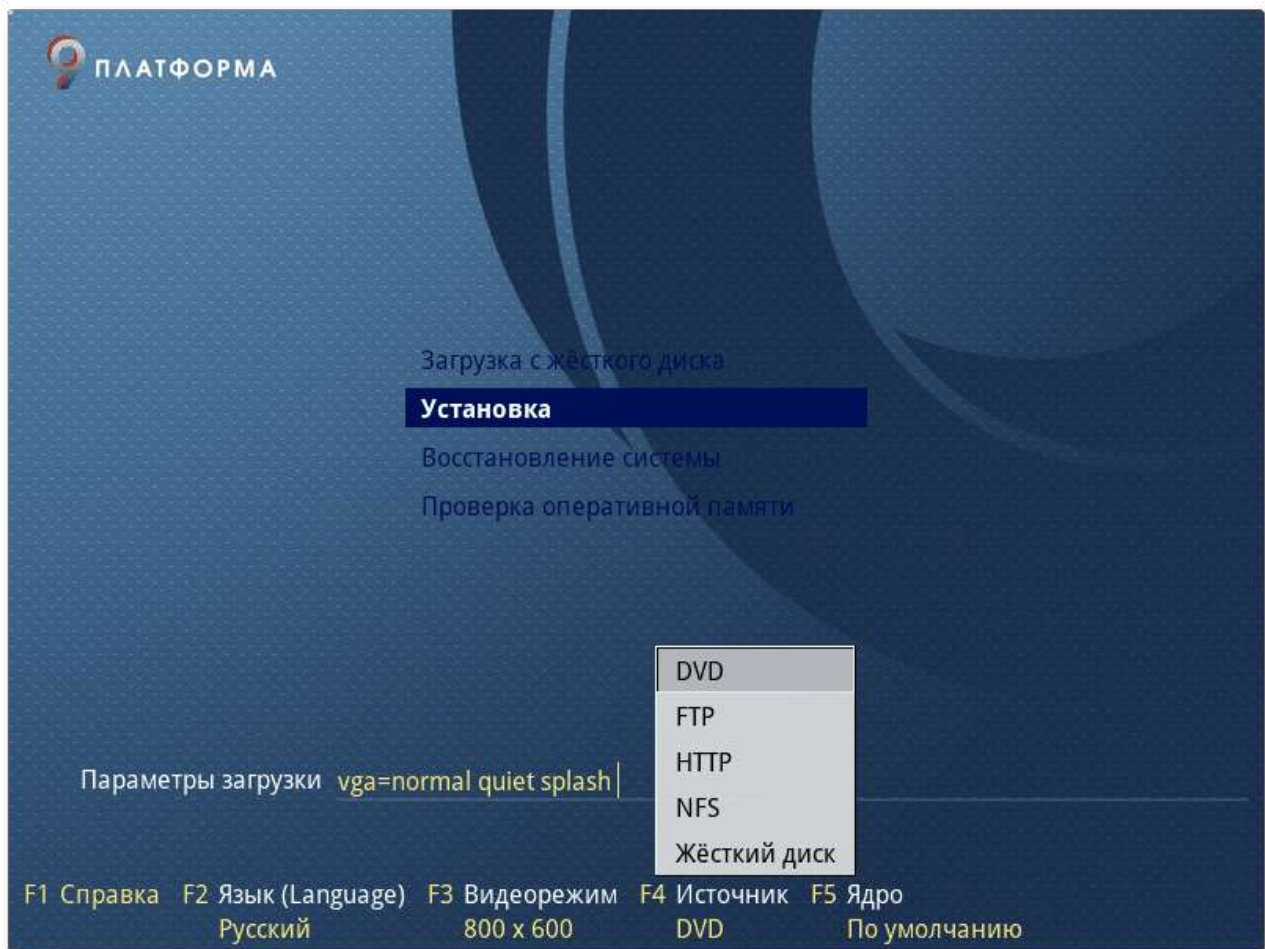 ПЛАТФОРМА
Загрузка с жёсткого диска
Установка
Восстановление системы
Проверка оперативной памяти
DVD
FTP
HTTP
NFS
Жёсткий диск
Параметры загрузки vga=normal quiet splash
F1 Справка F2 Язык (Language) F3 Видеорежим F4 Источник F5 Ядро
Русский 800 x 600 DVD По умолчанию